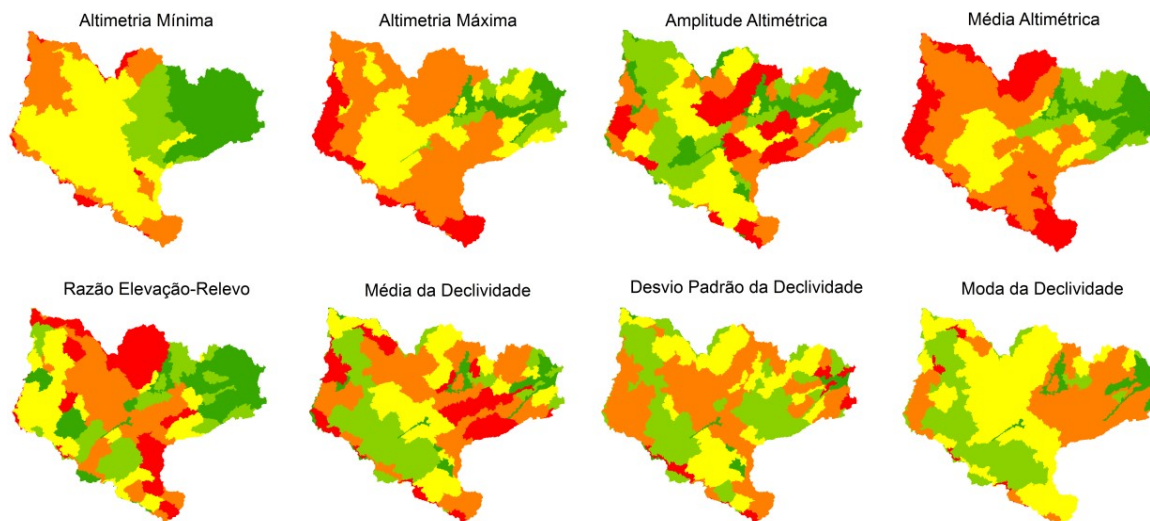 Altimetria Mínima
Altimetria Máxima
Amplitude Altimétrica
Média Altimétrica
Razão Elevação-Relevo
Média da Declividade
Desvio Padrão da Declividade
Moda da Declividade